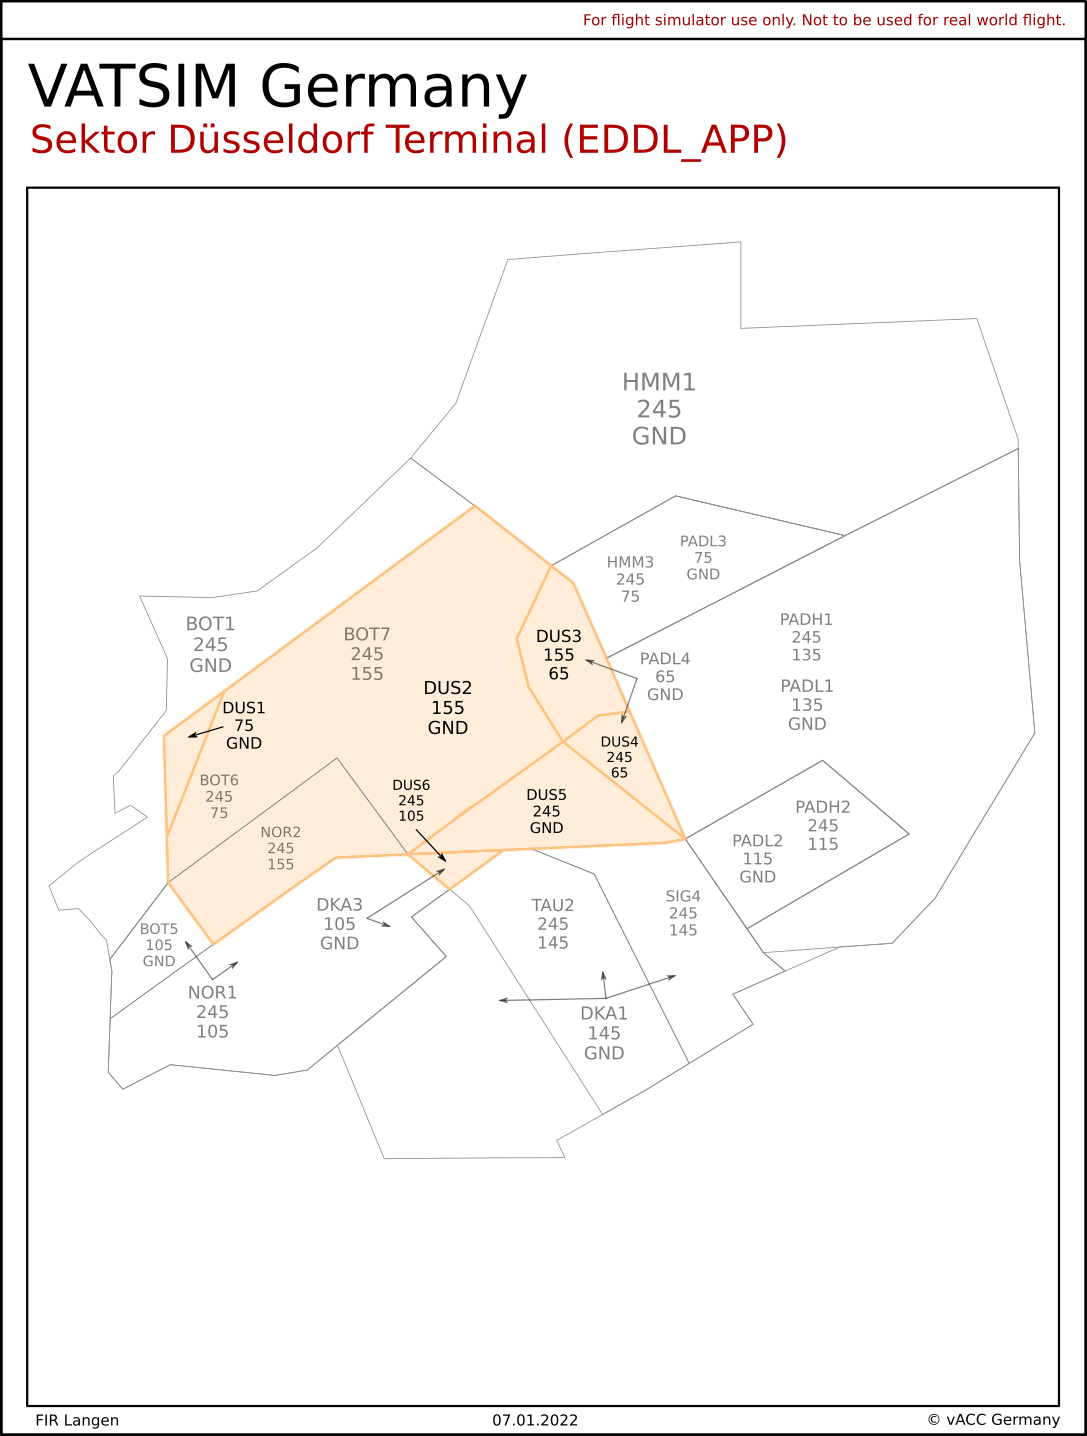 For flight simulator use only. Not to be used for real world flight.
VATSIM Germany
Sektor Düsseldorf Terminal (EDDL_APP)
HMM1
245
GND
PADL3
75
GND
HMM3
245
75
BOT1
245
GND
BOT7
245
155
DUS3
155
65
PADH1
245
135
PADL4
65
GND
DUS2
155
GND
PADL1
135
GND
DUS1
75
GND
DUS4
245
65
BOT6
245
75
DUS6
245
105
DUS5
245
GND
PADH2
245
115
NOR2
245
155
PADL2
115
GND
DKA3
105
GND
TAU2
245
145
SIG4
245
145
BOT5
105
GND
NOR1
245
105
DKA1
145
GND
FIR Langen
07.01.2022
© vACC Germany